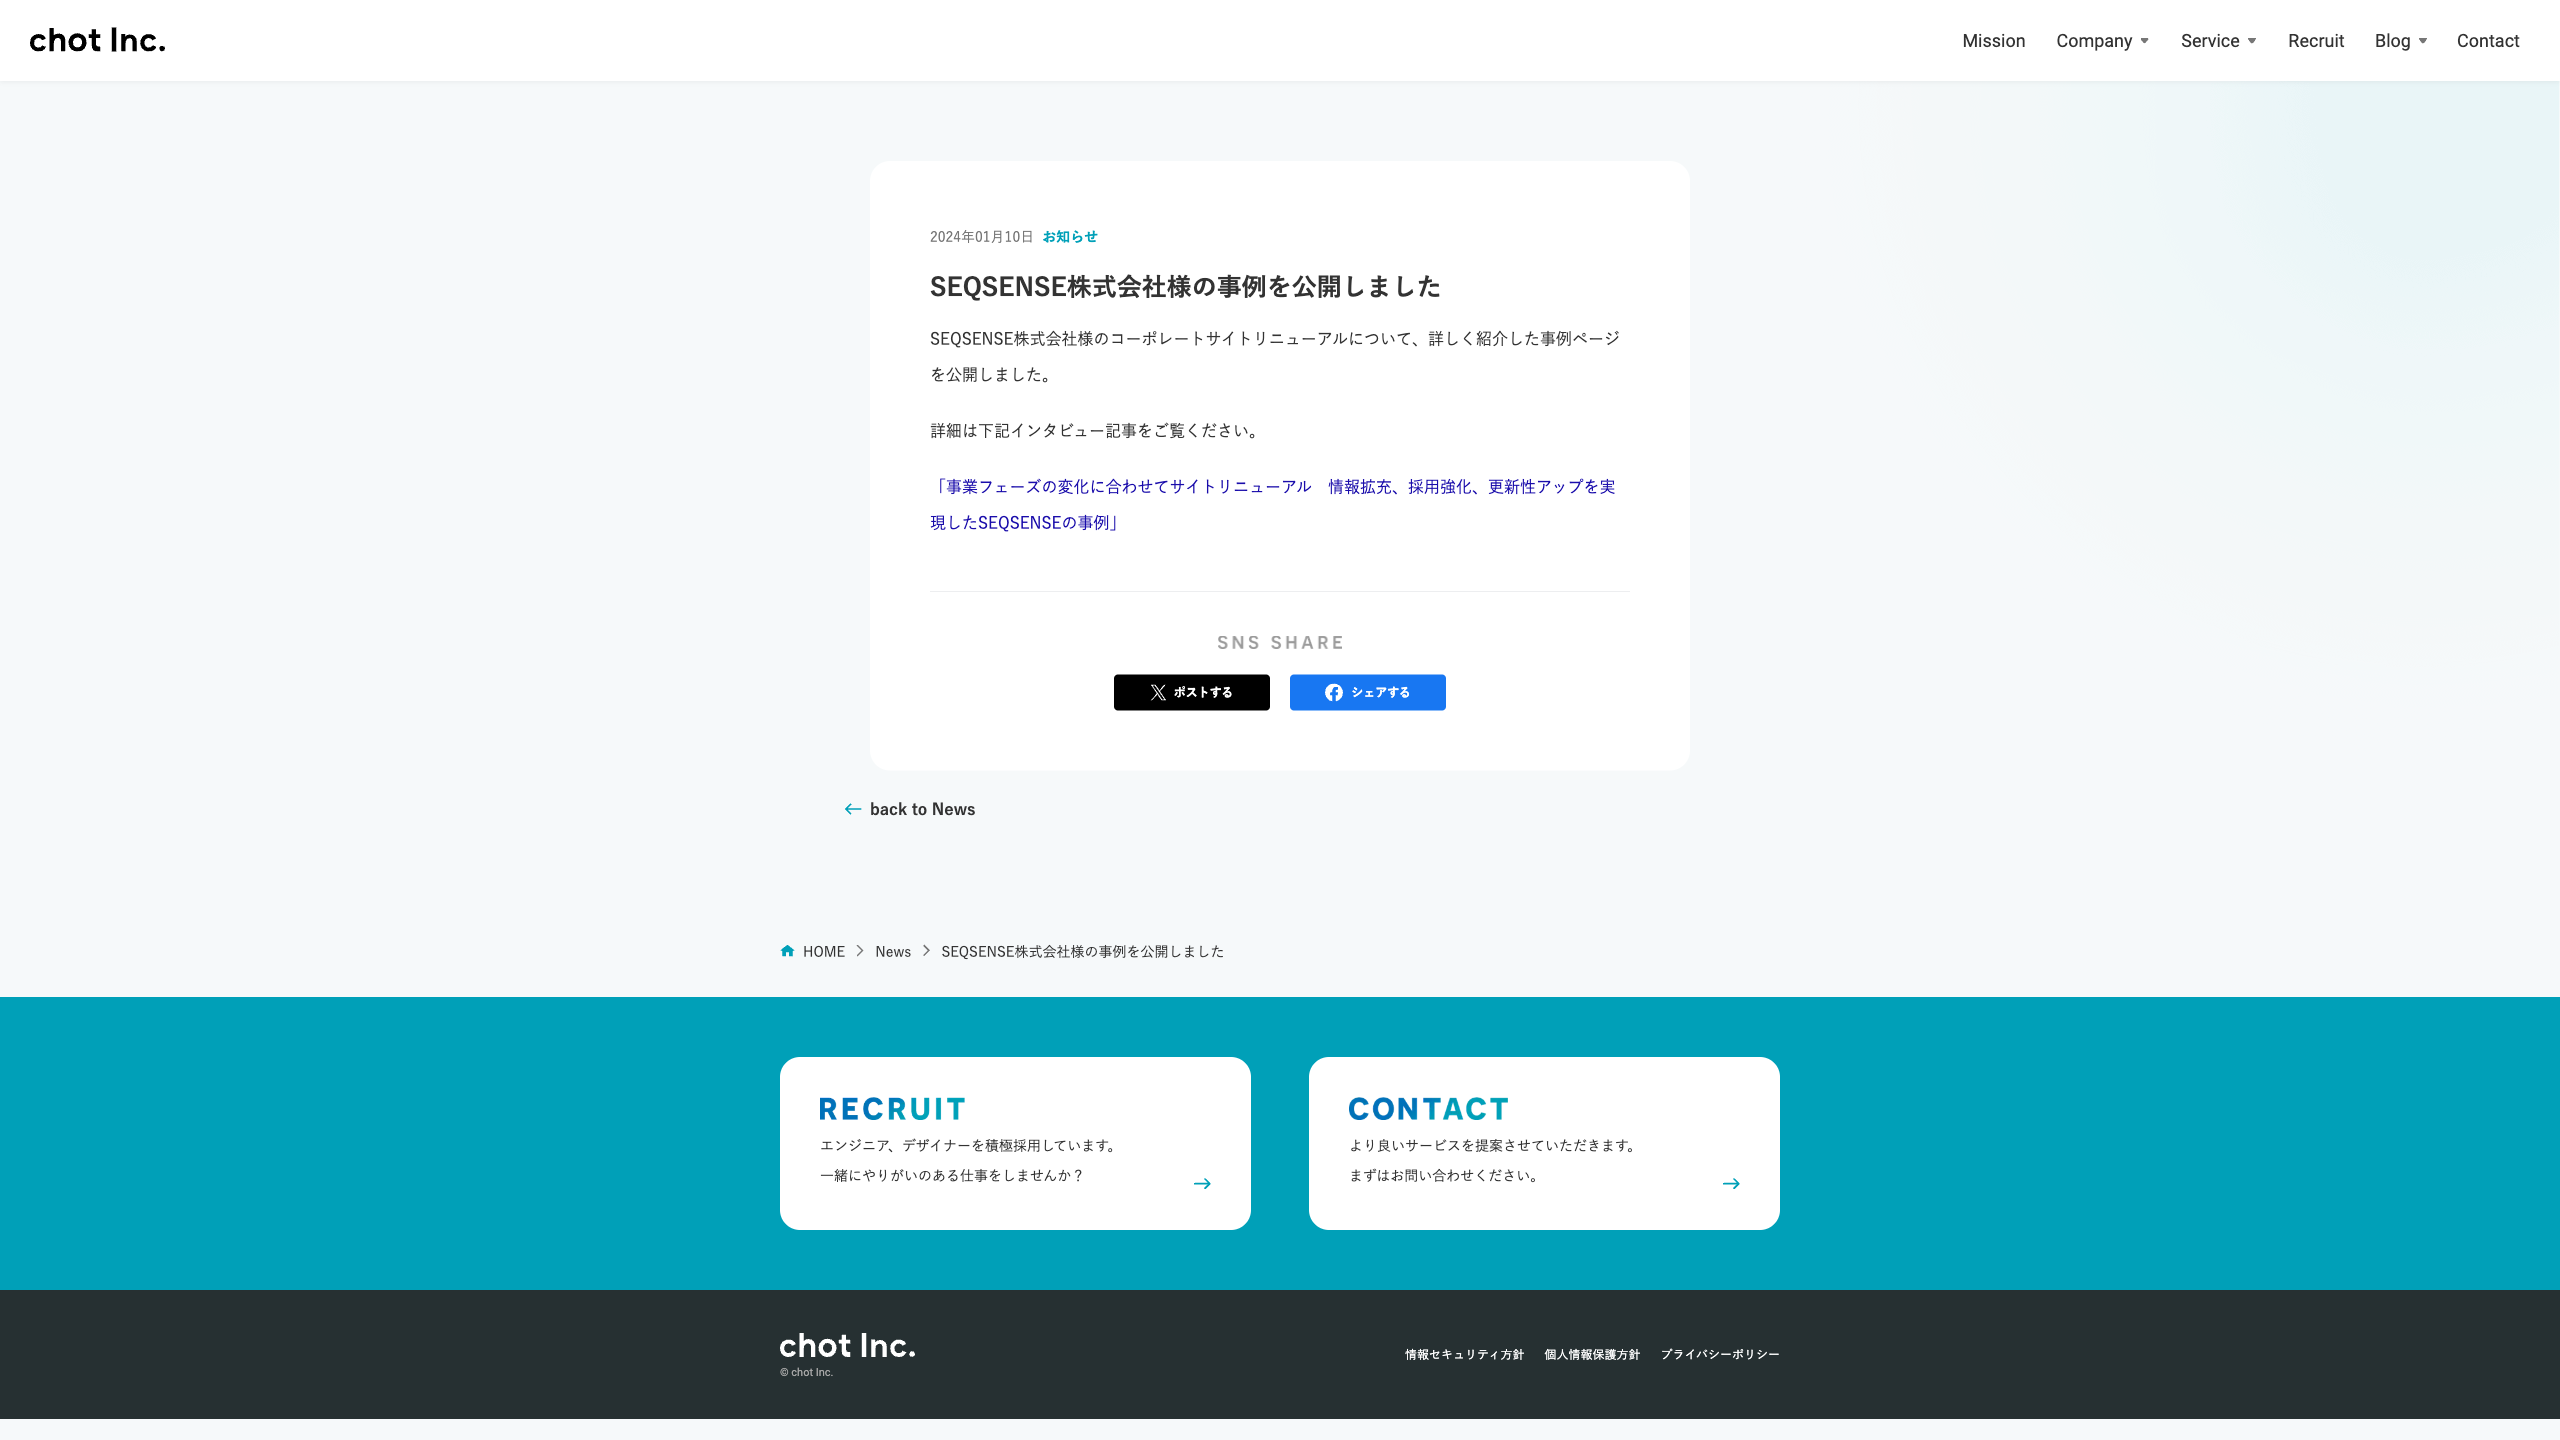 chot Inc.
Mission Company Service Recruit Blog Contact
2024年01月10日 お知らせ
SEQSENSE株式会社様の事例を公開しました
SEQSENSE株式会社様のコーポレートサイトリニューアルについて、詳しく紹介した事例ページ
を公開しました。
詳細は下記インタビュー記事をご覧ください。
「事業フェーズの変化に合わせてサイトリニューアル　情報拡充、採用強化、更新性アップを実
現したSEQSENSEの事例」
SNS SHARE
ポストする シェアする
back to News
HOME News SEQSENSE株式会社様の事例を公開しました
RECRUIT
エンジニア、デザイナーを積極採用しています。
一緒にやりがいのある仕事をしませんか？
CONTACT
より良いサービスを提案させていただきます。
まずはお問い合わせください。
chot Inc.
© chot Inc.
情報セキュリティ方針 個人情報保護方針 プライバシーポリシー